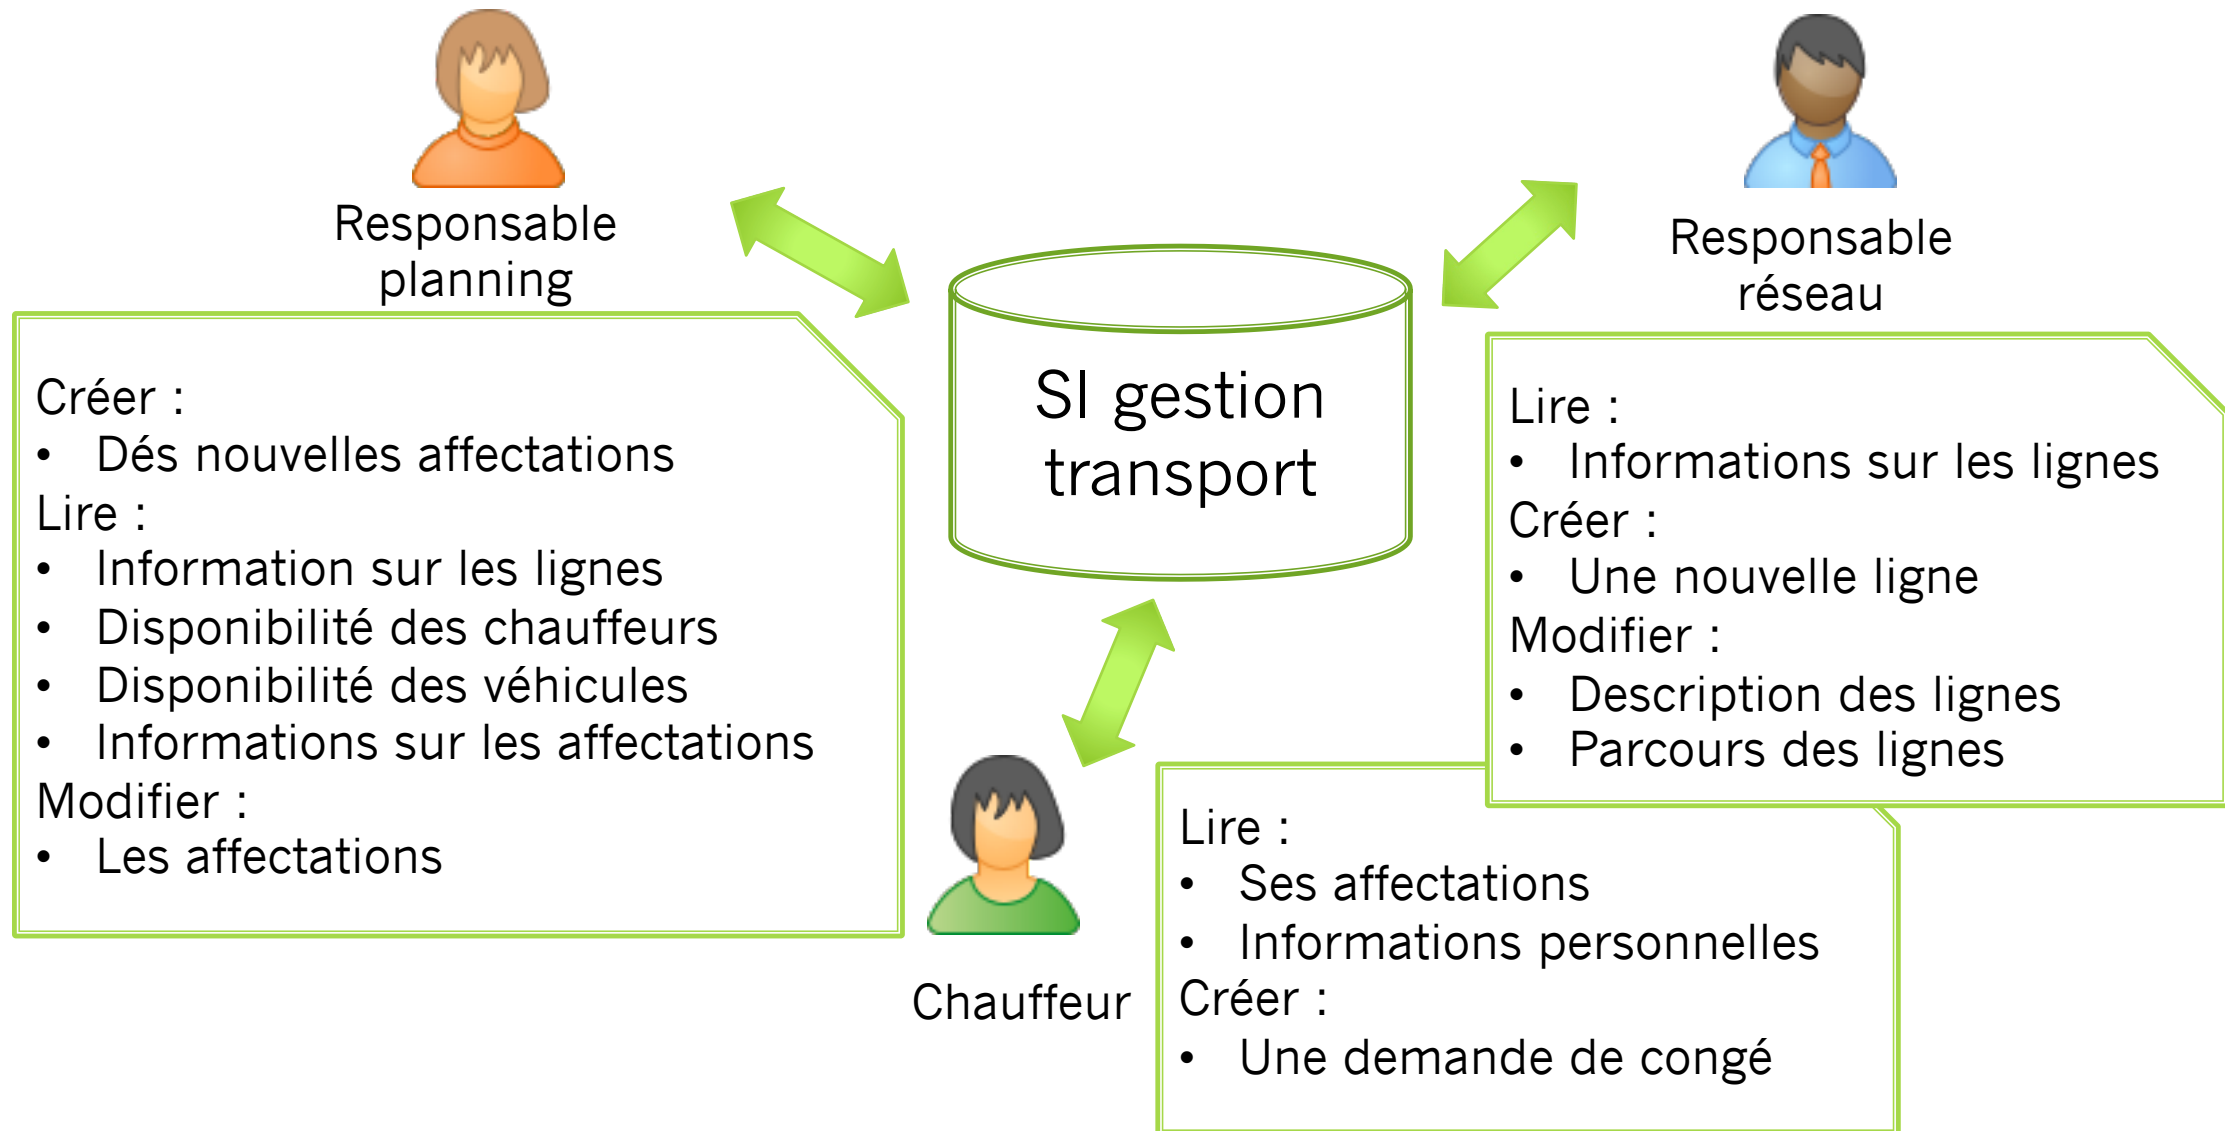 Responsable
planning
Créer :
• Dés nouvelles affectations
Lire :
• Information sur les lignes
• Disponibilité des chauffeurs
• Disponibilité des véhicules
• Informations sur les affectations
Modifier :
• Les affectations
SI gestion
transport
Responsable
réseau
Lire :
• Informations sur les lignes
Créer :
• Une nouvelle ligne
Modifier :
• Description des lignes
• Parcours des lignes
Chauffeur
Lire :
• Ses affectations
• Informations personnelles
Créer :
• Une demande de congé